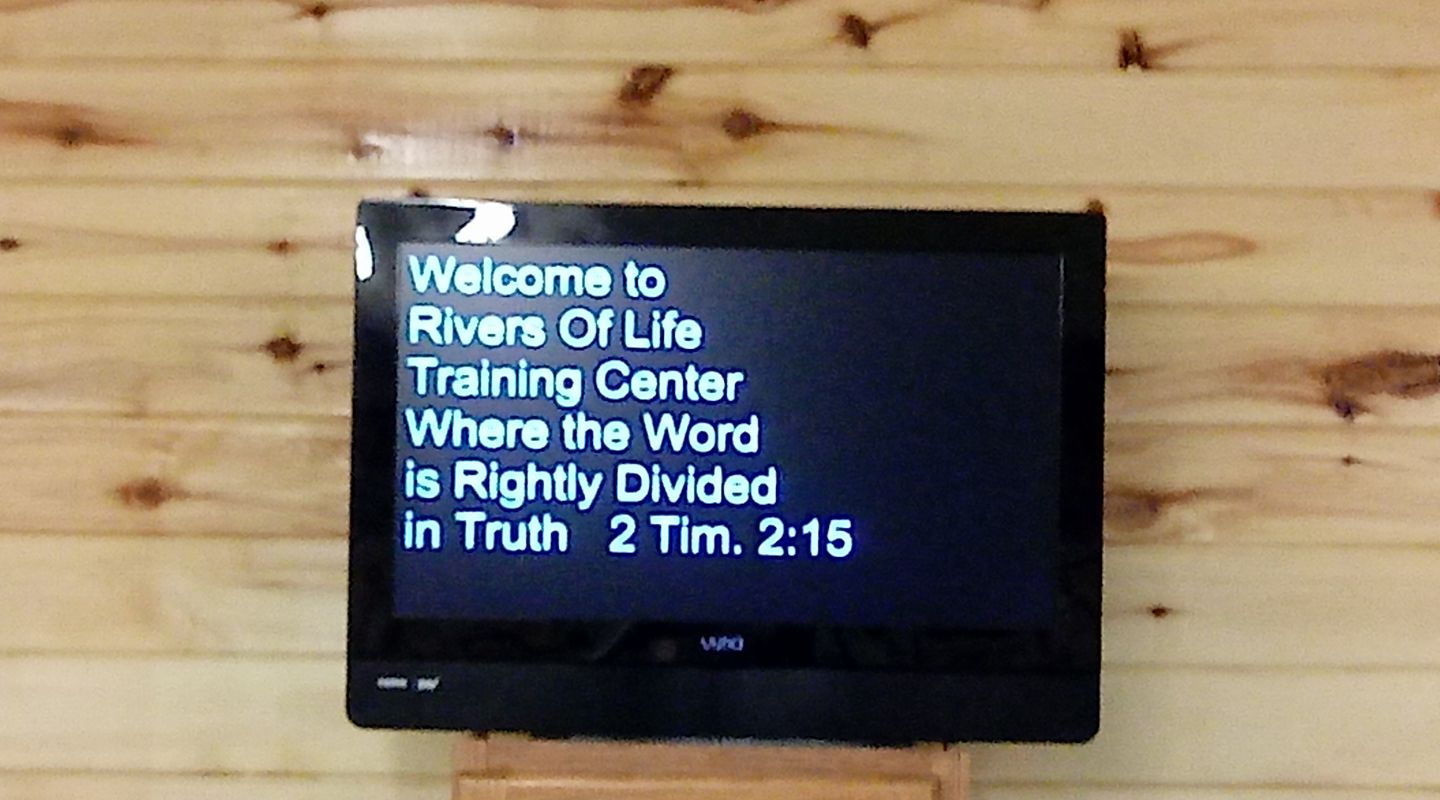 Welcome to
Rivers Of Life
Training Center
Where the Word
is Rightly Divided
in Truth 2 Tim. 2:15